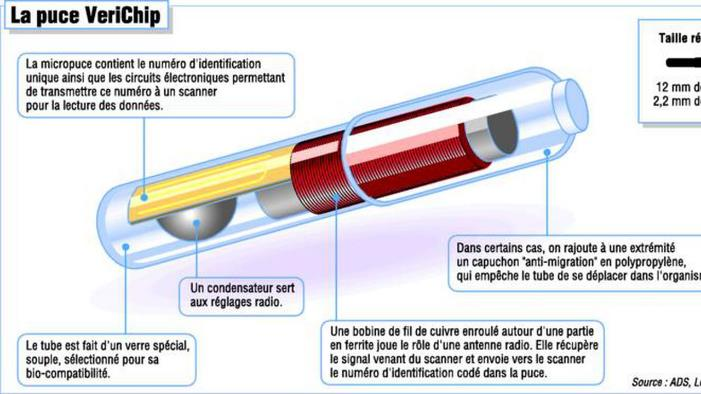 La puce VeriChip
La micropuce contient le numéro d'identification
unique ainsi que les circuits électroniques permettant
de transmettre ce numéro à un scanner
pour la lecture des données.
Taille
12 mm
2,2 mm
Dans certains cas, on rajoute à une extrémité
un capuchon "anti-migration" en polypropylène,
qui empêche le tube de se déplacer dans
Un condensateur sert
aux réglages radio.
Le tube est fait d'un verre spécial,
souple, sélectionné pour sa
bio-compatibilité.
Une bobine de fil de cuivre enroulé autour d'une partie
en ferrite joue le rôle d'une antenne radio. Elle récupère
le signal venant du scanner et envoie vers le scanner
le numéro d'identification codé dans la puce.
Source : ADS,